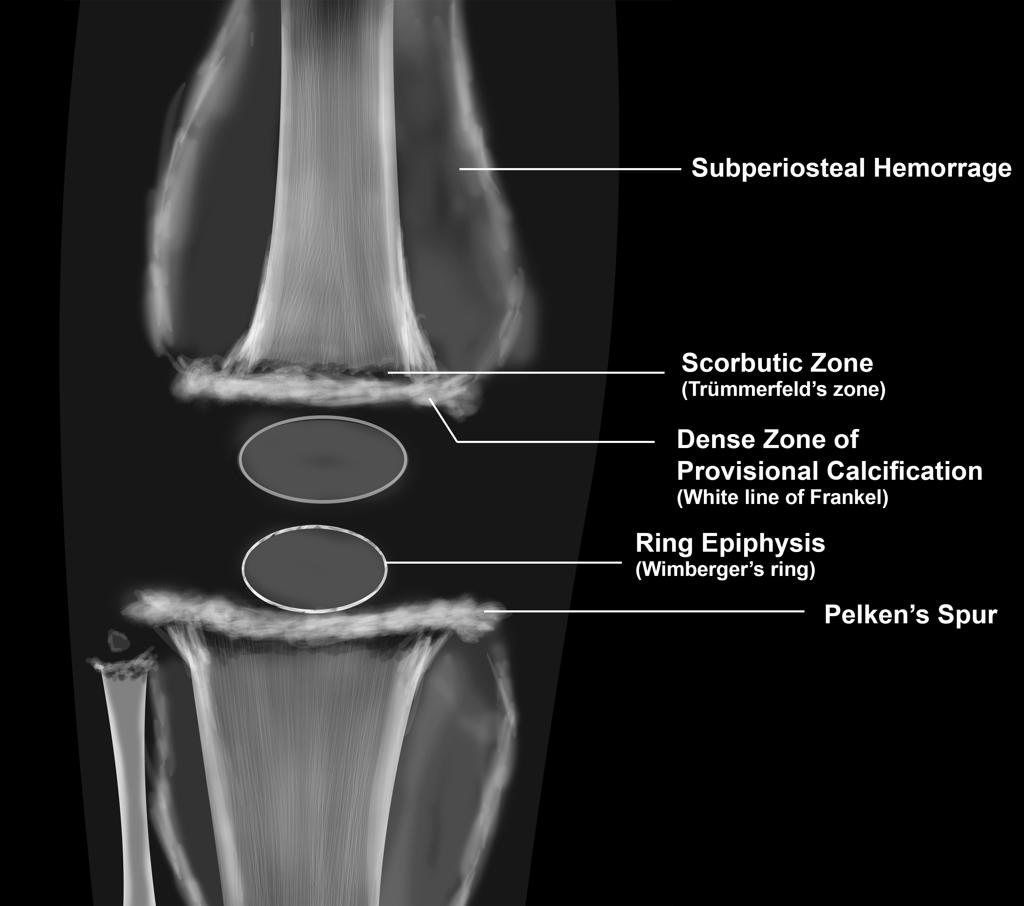 Subperiosteal Hemorrage
Scorbutic Zone
(Trümmerfeld's zone)
Dense Zone of
Provisional Calcification
(White line of Frankel)
Ring Epiphysis
(Wimberger's ring)
Pelken's Spur